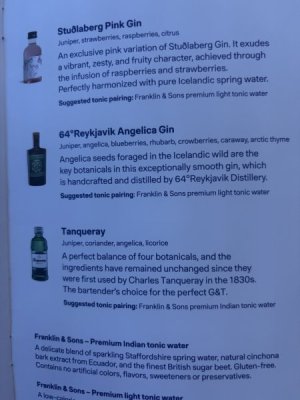 Stuðlaberg Pink Gin
Juniper, strawberries, raspberries, citrus
An exclusive pink variation of Stuðlaberg Gin. It exudes
a vibrant, zesty, and fruity character, achieved through
the infusion of raspberries and strawberries.
Perfectly harmonized with pure Icelandic spring water.
Suggested tonic pairing: Franklin & Sons premium light tonic water
64°Reykjavik Angelica Gin
Juniper, angelica, blueberries, rhubarb, crowberries, caraway, arctic thyme
Angelica seeds foraged in the Icelandic wild are the
key botanicals in this exceptionally smooth gin, which
is handcrafted and distilled by 64°Reykjavik Distillery.
Suggested tonic pairing: Franklin & Sons premium light tonic water
Tanqueray
Juniper, coriander, angelica, licorice
A perfect balance of four botanicals, and the
ingredients have remained unchanged since they
were first used by Charles Tanqueray in the 1830s.
The bartender's choice for the perfect G&T.
Suggested tonic pairing: Franklin & Sons premium Indian tonic water
Franklin & Sons – Premium Indian tonic water
A delicate blend of sparkling Staffordshire spring water, natural cinchona
bark extract from Ecuador, and the finest British sugar beet. Gluten-free.
Contains no artificial colors, flavors, sweeteners or preservatives.
Franklin & Sons – Premium light tonic water